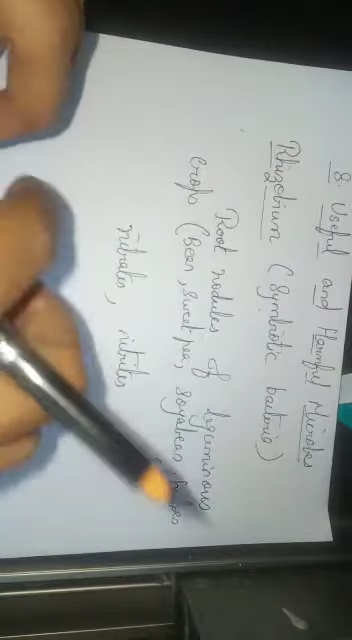 8. Useful and Harmful Microbes
Rhizobium (Symbiotic bacteria)
Root nodules of leguminous
crops (Bean, sweet pea, soyabean,
nitrates, nitrites